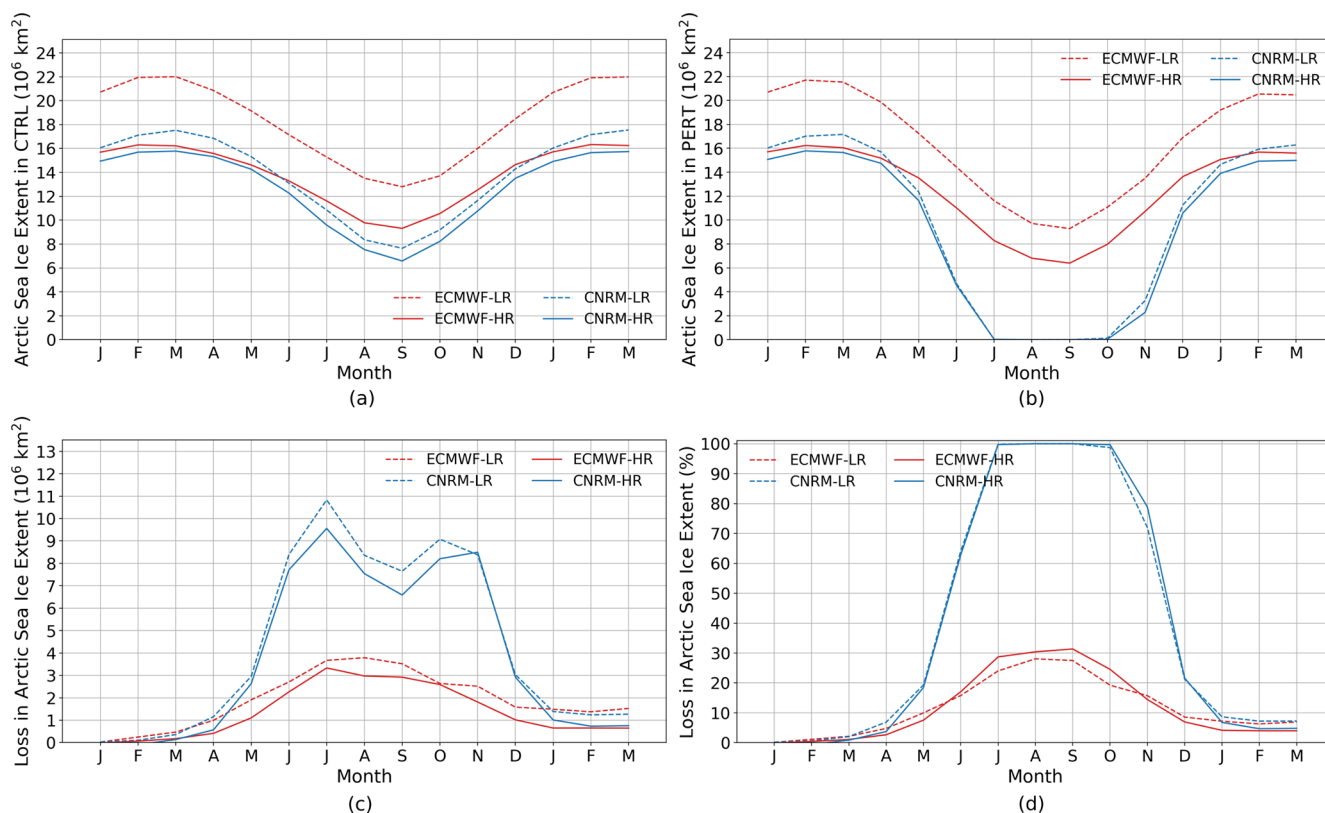 Arctic Sea Ice Extent in CTRL (10⁶ km²)
24
22
20
18
16
14
12
10
8
6
4
2
0
ECMWF-LR CNRM-LR
ECMWF-HR CNRM-HR
J F M A M J J A S O N D J F M
Month
(a)
Arctic Sea Ice Extent in PERT (10⁶ km²)
24
22
20
18
16
14
12
10
8
6
4
2
0
ECMWF-LR CNRM-LR
ECMWF-HR CNRM-HR
J F M A M J J A S O N D J F M
Month
(b)
Loss in Arctic Sea Ice Extent (10⁶ km²)
13
12
11
10
9
8
7
6
5
4
3
2
1
0
ECMWF-LR ECMWF-HR
CNRM-LR CNRM-HR
J F M A M J J A S O N D J F M
Month
(c)
Loss in Arctic Sea Ice Extent (%)
100
90
80
70
60
50
40
30
20
10
0
ECMWF-LR ECMWF-HR
CNRM-LR CNRM-HR
J F M A M J J A S O N D J F M
Month
(d)